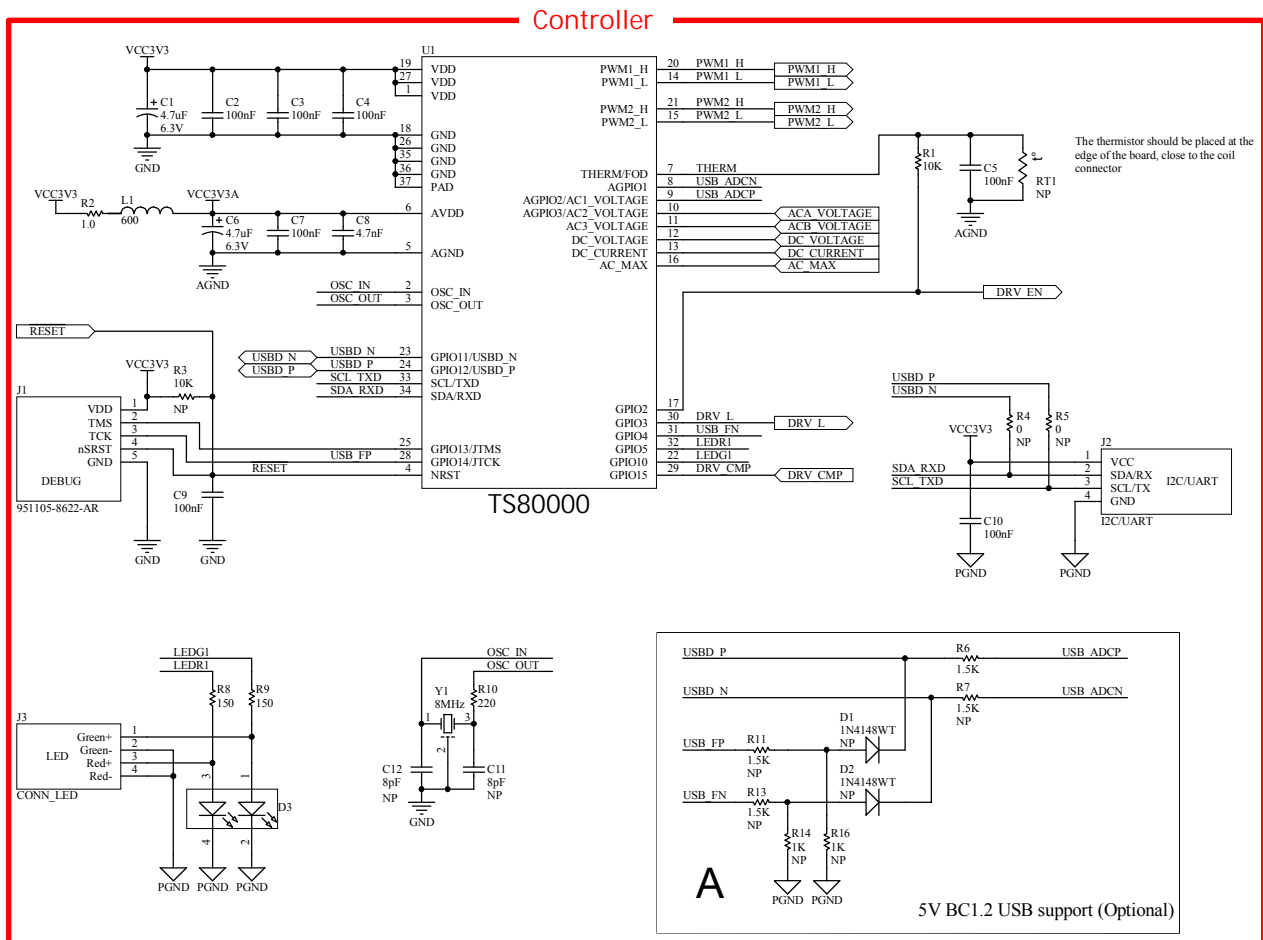 Controller
VCC3V3
C1
4.7uF
6.3V
C2
100nF
C3
100nF
C4
100nF
GND
U1
19 VDD
27 VDD
1 VDD
18 GND
26 GND
35 GND
36 GND
37 PAD
6 AVDD
5 AGND
2 OSC_IN
3 OSC_OUT
23 GPIO11/USBD_N
24 GPIO12/USBD_P
33 SCL/TXD
34 SDA/RXD
25 GPIO13/JTMS
28 GPIO14/JTCK
4 NRST
PWM1_H 20 PWM1_H PWM1_H
PWM1_L 14 PWM1_L PWM1_L
PWM2_H 21 PWM2_H PWM2_H
PWM2_L 15 PWM2_L PWM2_L
THERM/FOD 7 THERM
AGPIO1 8 USB_ADCN
AGPIO2/AC1_VOLTAGE 9 USB_ADCP
AGPIO3/AC2_VOLTAGE 10 ACA_VOLTAGE
AC3_VOLTAGE 11 ACB_VOLTAGE
DC_VOLTAGE 12 DC_VOLTAGE
DC_CURRENT 13 DC_CURRENT
AC_MAX 16 AC_MAX
GPIO2 17
GPIO3 30 DRV_L DRV_L
GPIO4 31 USB_FN
GPIO5 32 LEDR1
GPIO10 22 LEDG1
GPIO15 29 DRV_CMP DRV_CMP
TS80000
R1
10K
C5
100nF
t°
RT1
NP
AGND
The thermistor should be placed at the
edge of the board, close to the coil
connector
DRV_EN
VCC3V3
R2
1.0
L1
600
VCC3V3A
C6
4.7uF
6.3V
C7
100nF
C8
4.7nF
AGND
OSC_IN
OSC_OUT
RESET
USBD_N USBD_N
USBD_P USBD_P
SCL_TXD
SDA_RXD
VCC3V3
R3
10K
NP
J1
VDD 1
TMS 2
TCK 3
nSRST 4
GND 5
DEBUG
951105-8622-AR
USB_FP
RESET
C9
100nF
GND
GND
USBD_P
USBD_N
R4
0
NP
R5
0
NP
VCC3V3
SDA_RXD
SCL_TXD
J2
1 VCC
2 SDA/RX
3 SCL/TX
4 GND
I2C/UART
I2C/UART
C10
100nF
PGND
PGND
LEDG1
LEDR1
R8
150
R9
150
J3
Green+ 1
Green- 2
Red+ 3
Red- 4
LED
CONN_LED
3
1
D3
4
2
PGND
PGND
PGND
OSC_IN
OSC_OUT
Y1
8MHz
R10
220
1
3
2
C12
8pF
NP
C11
8pF
NP
GND
USBD_P
R6
1.5K
USB_ADCP
USBD_N
R7
1.5K
NP
USB_ADCN
D1
1N4148WT
NP
USB_FP
R11
1.5K
NP
D2
1N4148WT
NP
USB_FN
R13
1.5K
NP
R14
1K
NP
R16
1K
NP
PGND
PGND
A
5V BC1.2 USB support (Optional)